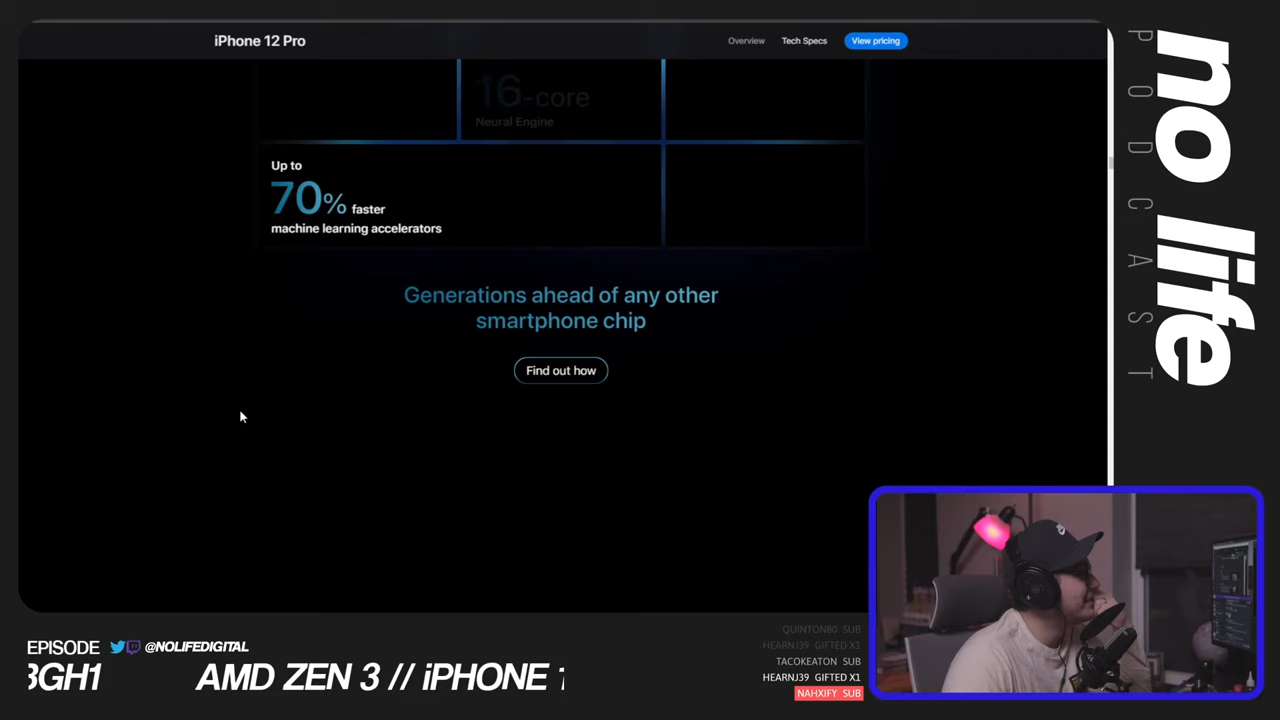 iPhone 12 Pro
Overview
Tech Specs
View pricing
16-core
Neural Engine
Up to
70% faster
machine learning accelerators
Generations ahead of any other
smartphone chip
Find out how
no life
PODCAST
EPISODE
@NOLIFEDIGITAL
3GH1 AMD ZEN 3 // iPHONE 1
QUINTON80 SUB
HEARNJ39 GIFTED X1
TACOKEATON SUB
HEARNJ39 GIFTED X1
NAHXIFY SUB